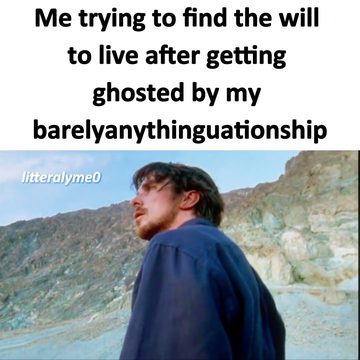 Me trying to find the will
to live after getting
ghosted by my
barelyanythinguationship
litteralyme0